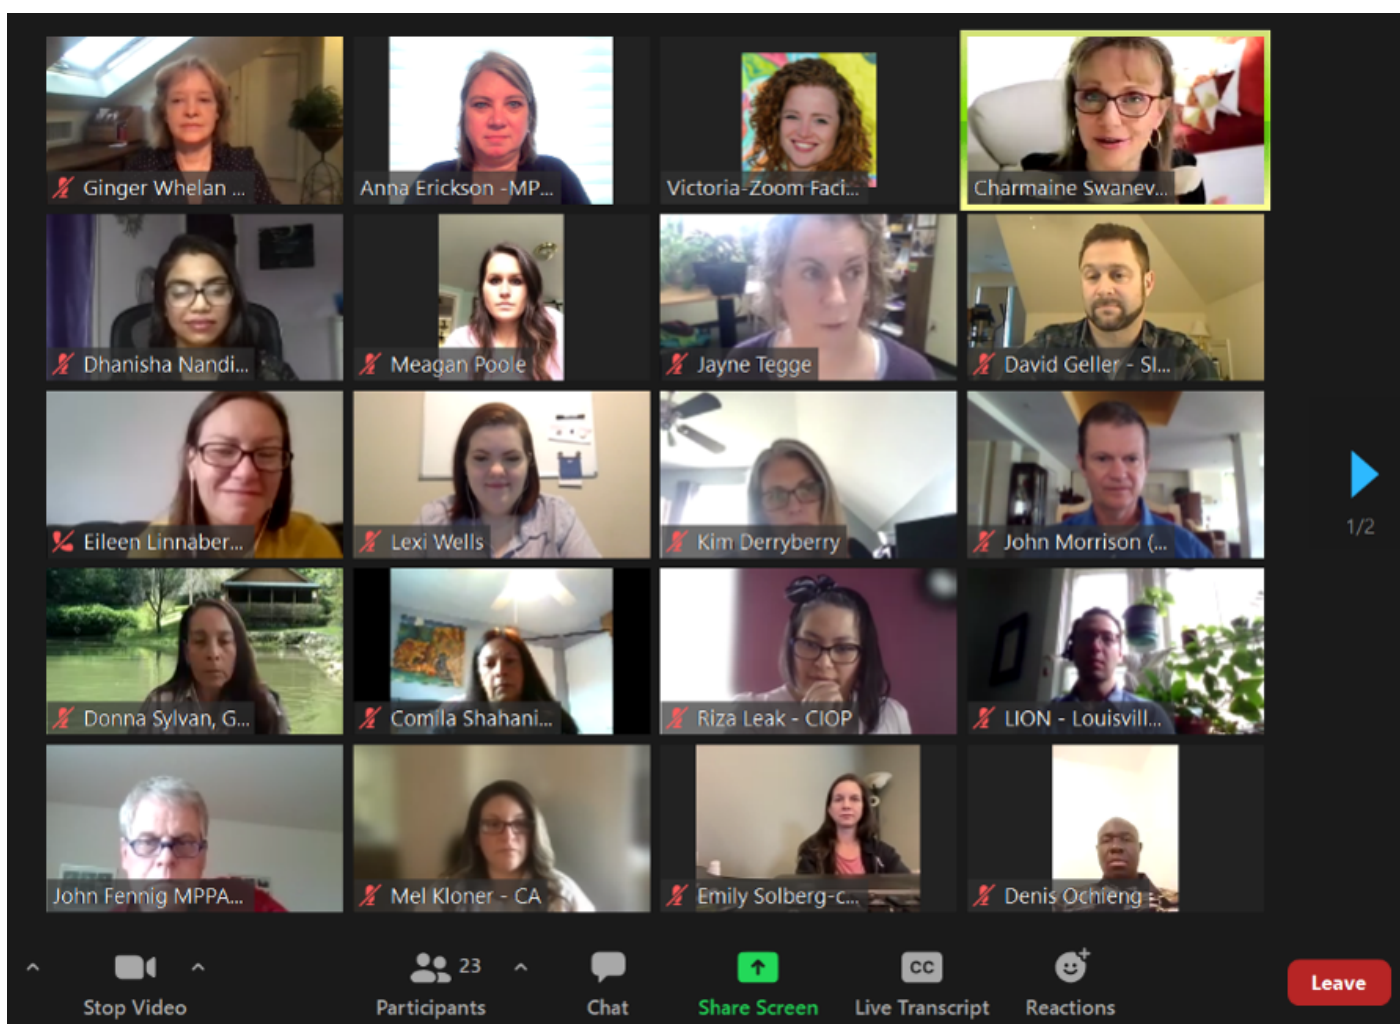 Ginger Whelan ...
Anna Erickson -MP...
Victoria-Zoom Faci...
Charmaine Swanev...
Dhanisha Nandi...
Meagan Poole
Jayne Tegge
David Geller - Sl...
Eileen Linnaber...
Lexi Wells
Kim Derryberry
John Morrison (...
1/2
Donna Sylvan, G...
Comilla Shahani...
Riza Leak - CIOP
LION - Louisvill...
John Fennig MPPA...
Mel Kloner - CA
Emily Solberg-c...
Denis Ochieng
23
CC
Stop Video
Participants
Chat
Share Screen
Live Transcript
Reactions
Leave